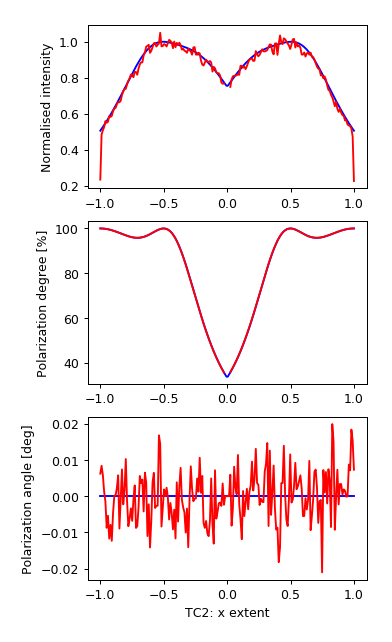 Normalised intensity
1.0
0.8
0.6
0.4
0.2
−1.0 −0.5 0.0 0.5 1.0
Polarization degree [%]
100
80
60
40
−1.0 −0.5 0.0 0.5 1.0
Polarization angle [deg]
0.02
0.01
0.00
−0.01
−0.02
−1.0 −0.5 0.0 0.5 1.0
TC2: x extent